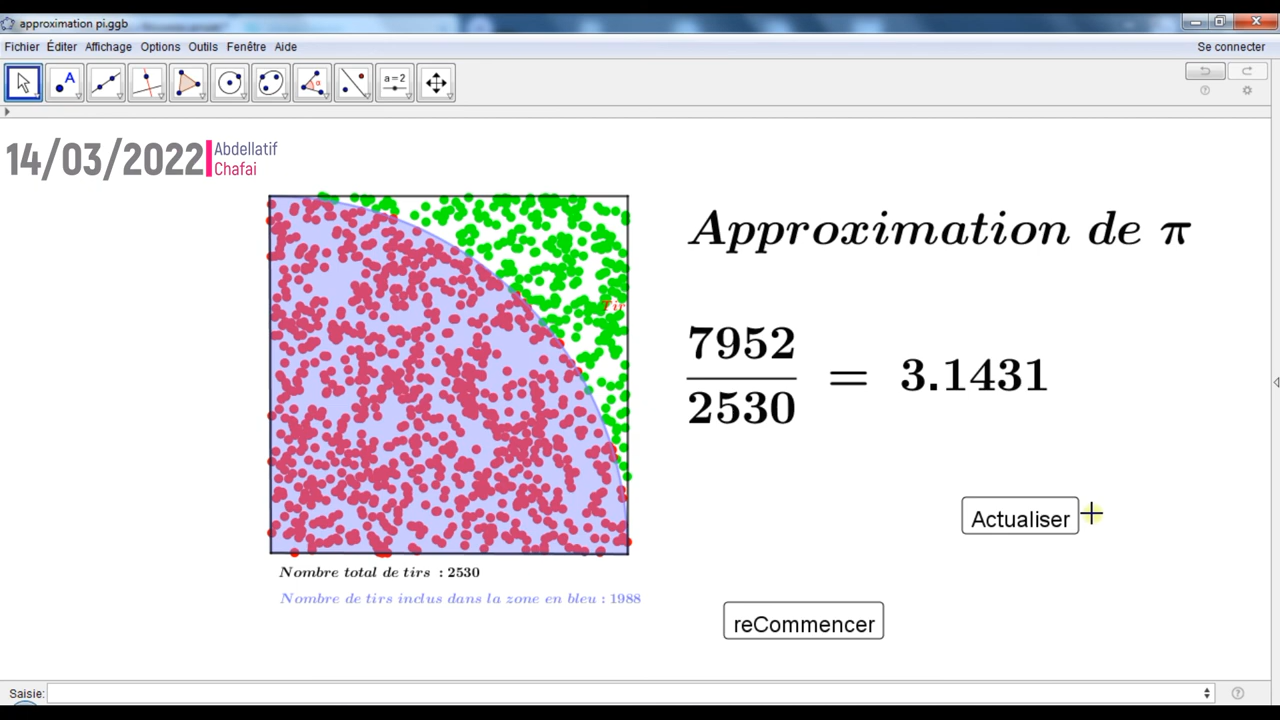 approximation pi.ggb
Fichier Éditer Affichage Options Outils Fenêtre Aide
Se connecter
A
α
a=2
14/03/2022
Abdellatif
Chafai
Approximation de π
Tir
7952
2530
= 3.1431
Actualiser
Nombre total de tirs : 2530
Nombre de tirs inclus dans la zone en bleu : 1988
reCommencer
Saisie: